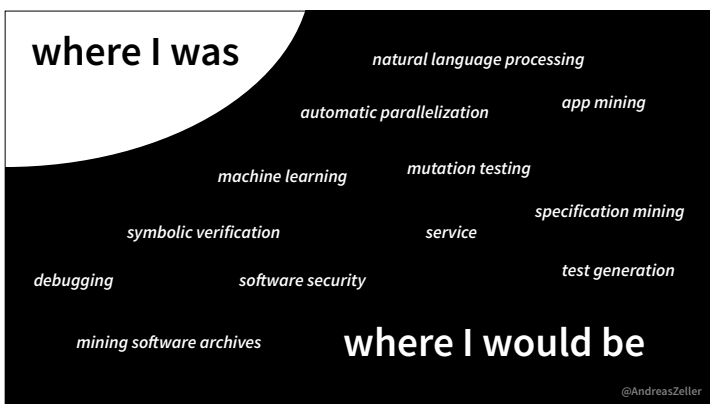 where I was
natural language processing
app mining
automatic parallelization
mutation testing
machine learning
specification mining
symbolic verification
service
test generation
debugging
software security
mining software archives
where I would be
@AndreasZeller